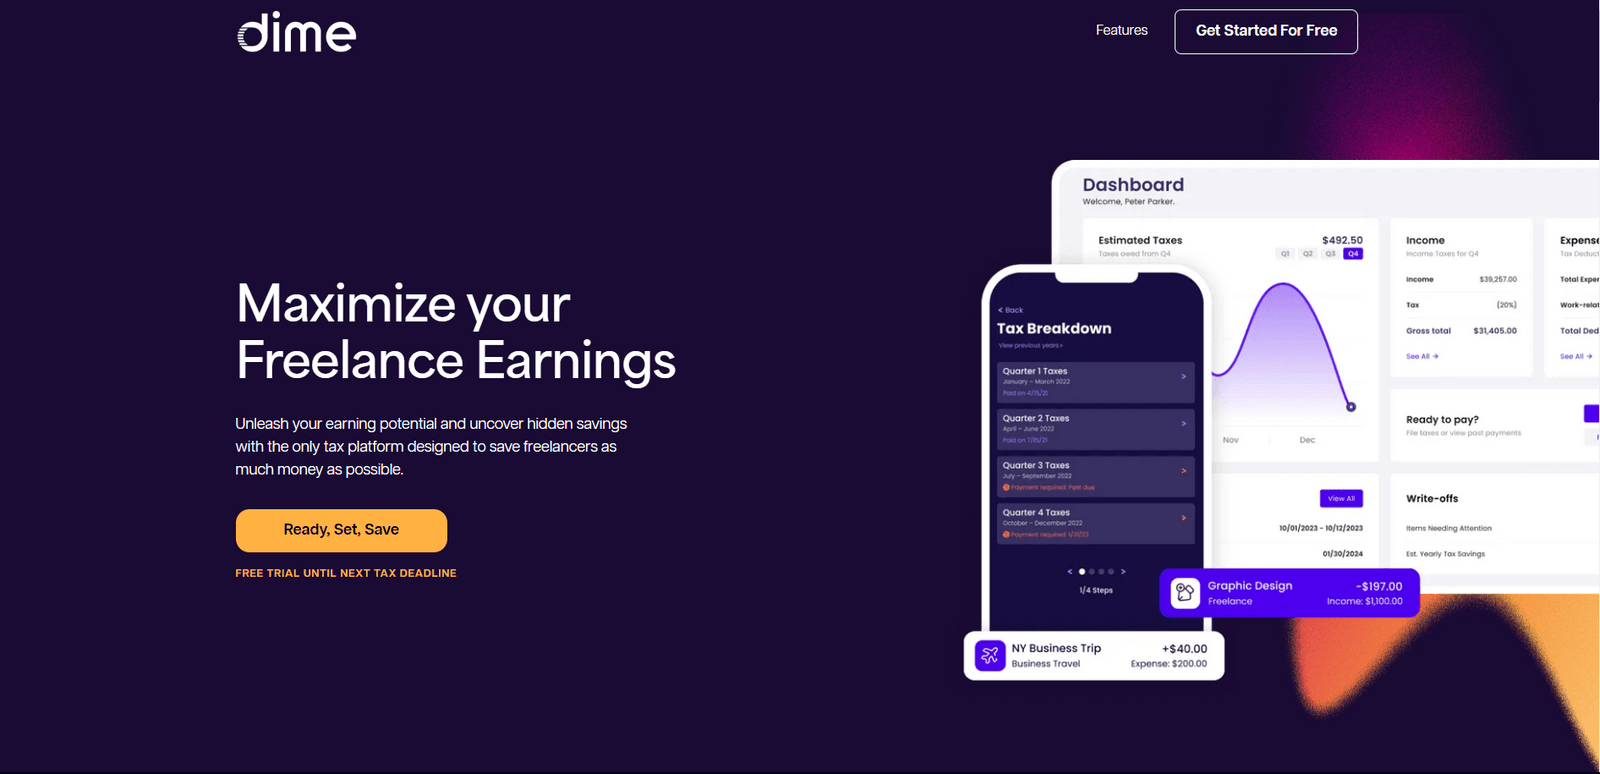 dime
Features
Get Started For Free
Maximize your
Freelance Earnings
Unleash your earning potential and uncover hidden savings
with the only tax platform designed to save freelancers as
much money as possible.
Ready, Set, Save
FREE TRIAL UNTIL NEXT TAX DEADLINE
Dashboard
Welcome, Peter Parker.
Estimated Taxes
$492.50
Taxes owed from Q4
Q1 Q2 Q3 Q4
Nov Dec
View All
10/01/2023 - 10/12/2023
01/30/2024
Income
Income Taxes for Q4
Income $39,257.00
Tax (20%)
Gross total $31,405.00
See All →
Expense
Tax Deduct
Total Exper
Work-relat
Total Ded
See All →
Ready to pay?
File taxes or view past payments
Write-offs
Items Needing Attention
Est. Yearly Tax Savings
< Back
Tax Breakdown
View previous years >
Quarter 1 Taxes >
January – March 2022
Paid on 4/15/21
Quarter 2 Taxes >
April – June 2022
Paid on 7/15/21
Quarter 3 Taxes >
July – September 2022
Payment required: Past due
Quarter 4 Taxes >
October – December 2022
Payment required: 1/31/23
< >
1/4 Steps
Graphic Design -$197.00
Freelance Income: $1,100.00
NY Business Trip +$40.00
Business Travel Expense: $200.00